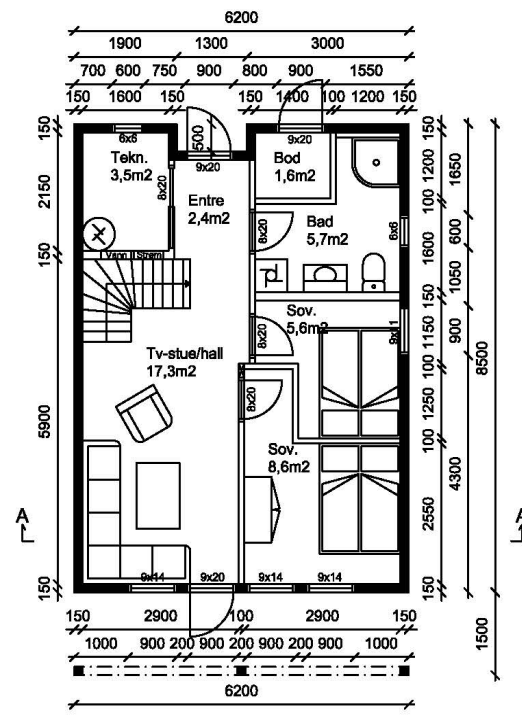 6200
1900 1300 3000
700 600 750 900 800 900 1550
150 1600 150 150 1400 100 1200 150
500
6x6
9x20
9x20
Tekn.
3,5m2
8x20
Entre
2,4m2
Bod
1,6m2
Bad
5,7m2
8x20
6x6
Vann Strøm
Sov.
5,6m2
8x20
9x11
Tv-stue/hall
17,3m2
8x20
Sov.
8,6m2
9x14 9x20 9x14 9x14
150 2150 150 5900 150
150 1200 100 1600 150 1150 100 1250 100 2550 150
1650 600 1050 900 4300
8500
1500
A A
150 2900 100 2900 150
1000 900 200 900 200 900 200 900 1000
6200